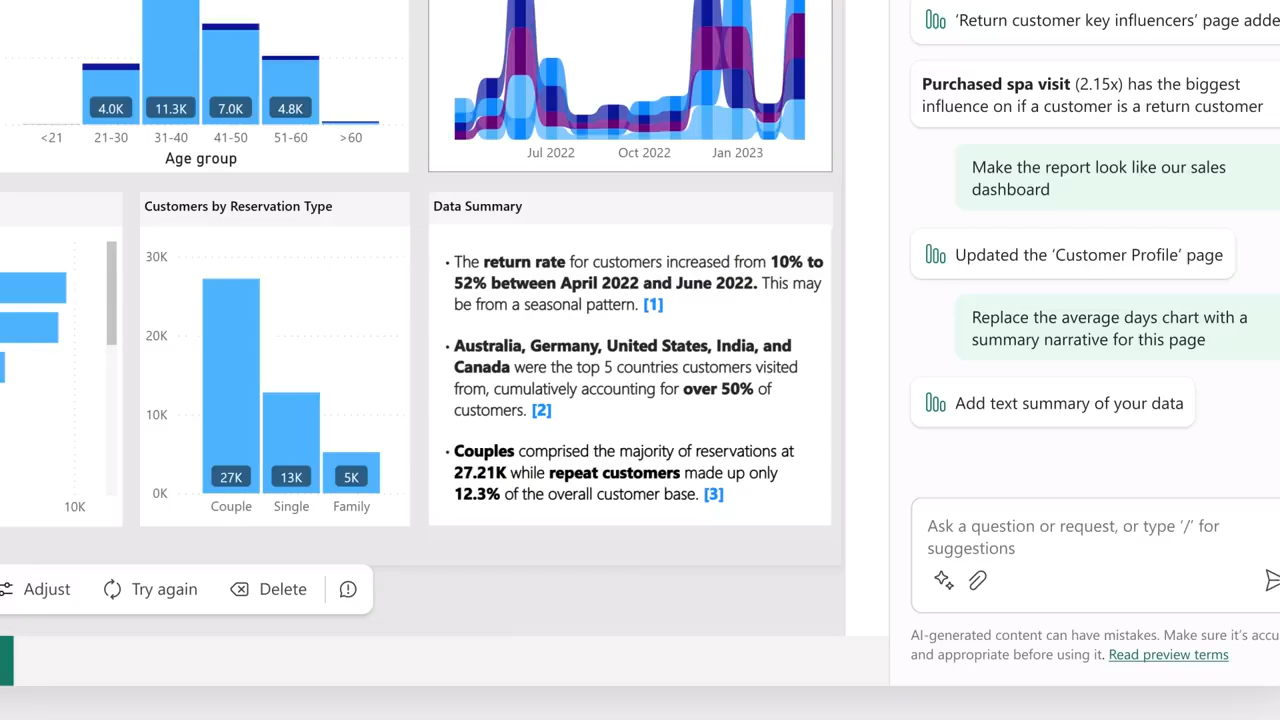 4.0K 11.3K 7.0K 4.8K
<21 21-30 31-40 41-50 51-60 >60
Age group
Jul 2022 Oct 2022 Jan 2023
10K
Customers by Reservation Type
30K
20K
10K
0K
27K 13K 5K
Couple Single Family
Data Summary
• The return rate for customers increased from 10% to
52% between April 2022 and June 2022. This may
be from a seasonal pattern. [1]
• Australia, Germany, United States, India, and
Canada were the top 5 countries customers visited
from, cumulatively accounting for over 50% of
customers. [2]
• Couples comprised the majority of reservations at
27.21K while repeat customers made up only
12.3% of the overall customer base. [3]
Adjust Try again Delete
‘Return customer key influencers’ page adde
Purchased spa visit (2.15x) has the biggest
influence on if a customer is a return customer
Make the report look like our sales
dashboard
Updated the ‘Customer Profile’ page
Replace the average days chart with a
summary narrative for this page
Add text summary of your data
Ask a question or request, or type ‘/’ for
suggestions
AI-generated content can have mistakes. Make sure it’s accu
and appropriate before using it. Read preview terms